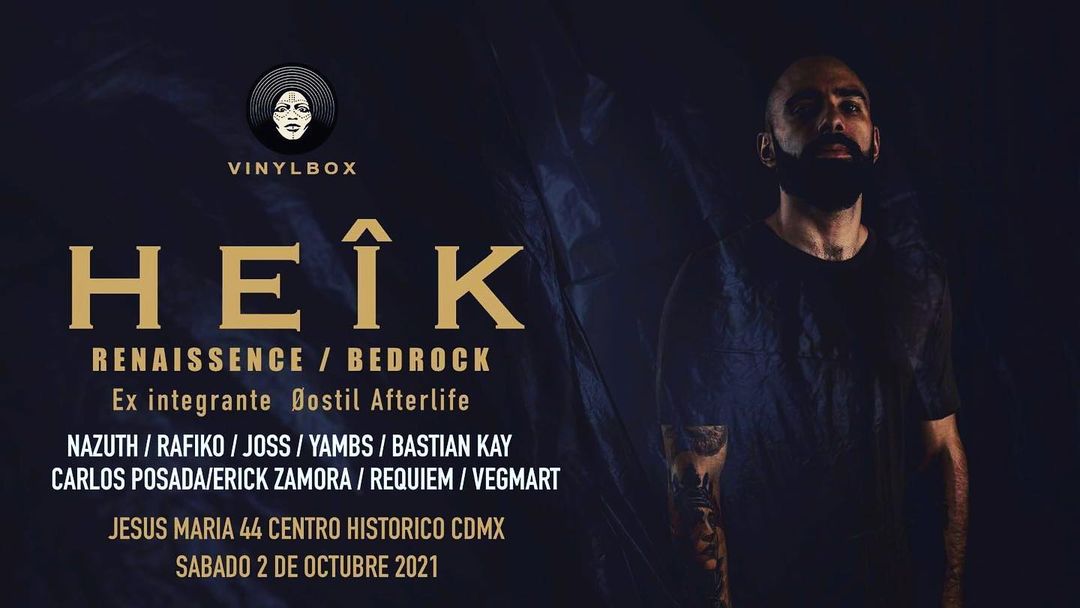 VINYLBOX
HEÎK
RENAISSENCE / BEDROCK
Ex integrante Øostil Afterlife
NAZUTH / RAFIKO / JOSS / YAMBS / BASTIAN KAY
CARLOS POSADA/ERICK ZAMORA / REQUIEM / VEGMART
JESUS MARIA 44 CENTRO HISTORICO CDMX
SABADO 2 DE OCTUBRE 2021